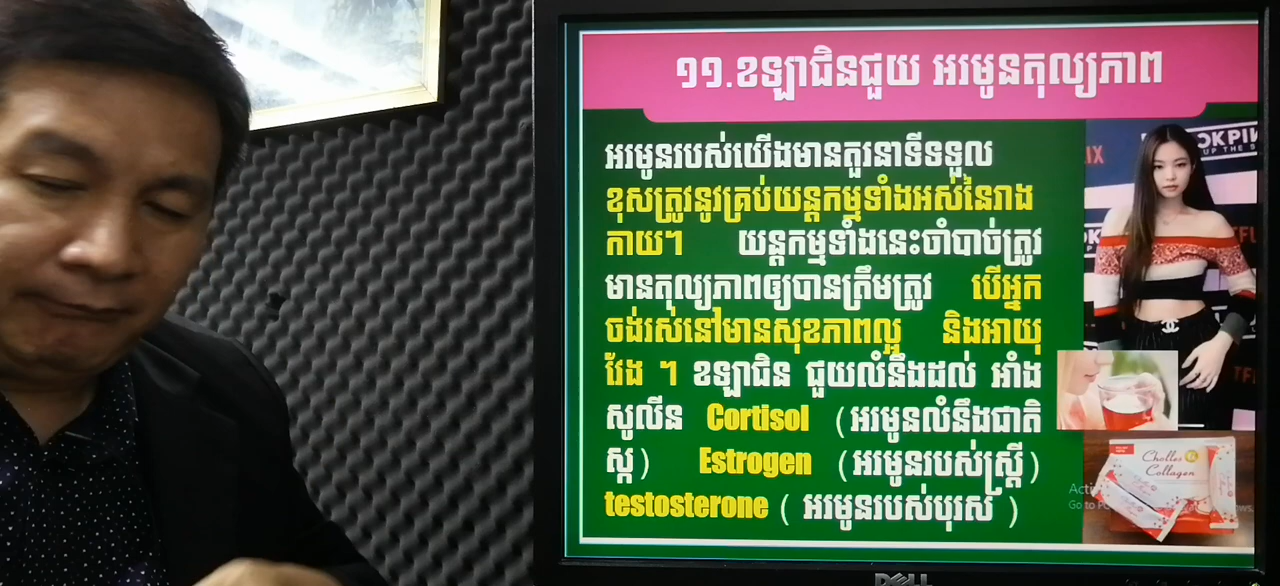 ១១.ខឡាជិនជួយ អរមូនតុល្យភាព
អរមូនរបស់យើងមានតួរនាទីទទួល
ខុសត្រូវនូវគ្រប់យន្តកម្មទាំងអស់នៃរាង
កាយ។ យន្តកម្មទាំងនេះចាំបាច់ត្រូវ
មានតុល្យភាពឲ្យបានត្រឹមត្រូវ បើអ្នក
ចង់រស់នៅមានសុខភាពល្អ និងអាយុ
វែង ។ ខឡាជិន ជួយលំនឹងដល់ អាំង
សូលីន Cortisol (អរមូនលំនឹងជាតិ
ស្ករ) Estrogen (អរមូនរបស់ស្ត្រី)
testosterone ( អរមូនរបស់បុរស )
UP THE
Cholles
Collagen
Go to PC
DELL